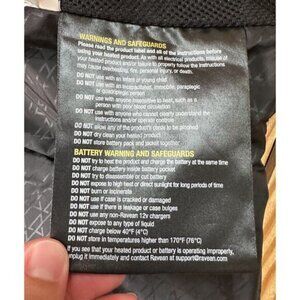 WARNINGS AND SAFEGUARDS
Please read the product label and all of the instructions before
using your heated product. As with all electrical products, misuse of
this heated product and/or failure to properly follow the instructions
may cause overheating, fire, personal injury, or death.
DO NOT use with an infant or young child
DO NOT use with an incapacitated, immobile, paraplegic
or quadriplegic person
DO NOT use with anyone insensitive to heat, such as a
person with poor blood circulation
DO NOT use with anyone who cannot clearly understand the
instructions and/or operate controls
DO NOT allow any of the product's cords to be pinched
DO NOT dry clean your heated product
DO NOT store battery pack and jacket together
BATTERY WARNING AND SAFEGUARDS
DO NOT try to heat the product and charge the battery at the same time
DO NOT charge battery inside battery pocket
DO NOT try to disassemble or cut battery
DO NOT expose to high heat or direct sunlight for long periods of time
DO NOT burn or incinerate
DO NOT use if case is cracked or damaged
DO NOT use if there is leakage or case bulges
DO NOT use any non-Ravean 12v chargers
DO NOT expose to any type of liquid
DO NOT charge below 40°F (4°C)
DO NOT store in temperatures higher than 170°F (76°C)
If you see that your heated product or battery is operating improperly,
unplug it immediately and contact Ravean at support@ravean.com